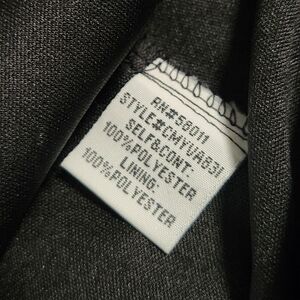 RN#58011
STYLE#CMYUA83I
SELF&CONT:
100%POLYESTER
LINING:
100%POLYESTER